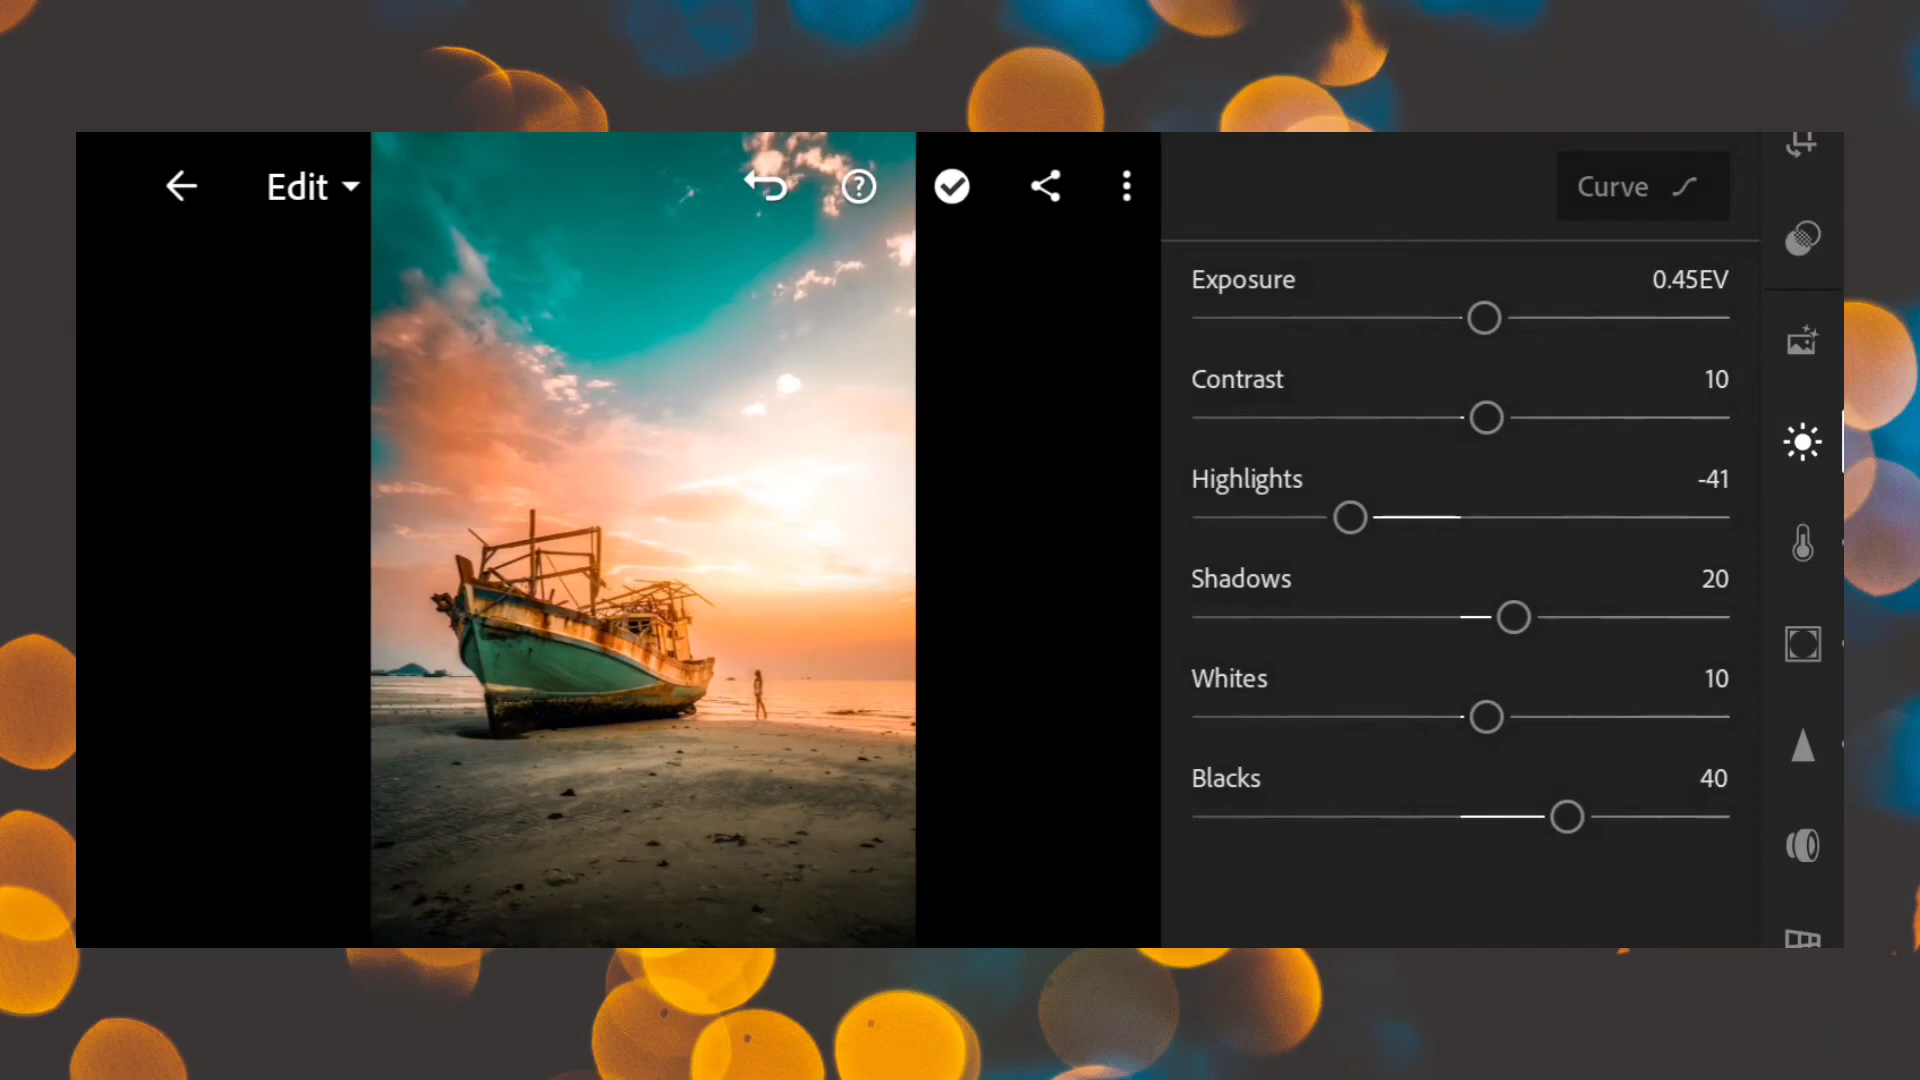 Edit
Curve
Exposure 0.45EV
Contrast 10
Highlights -41
Shadows 20
Whites 10
Blacks 40